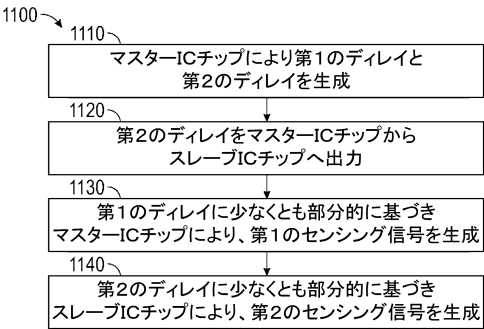 1100
1110
マスターICチップにより第1のディレイと
第2のディレイを生成
1120
第2のディレイをマスターICチップから
スレーブICチップへ出力
1130
第1のディレイに少なくとも部分的に基づき
マスターICチップにより、第1のセンシング信号を生成
1140
第2のディレイに少なくとも部分的に基づき
スレーブICチップにより、第2のセンシング信号を生成